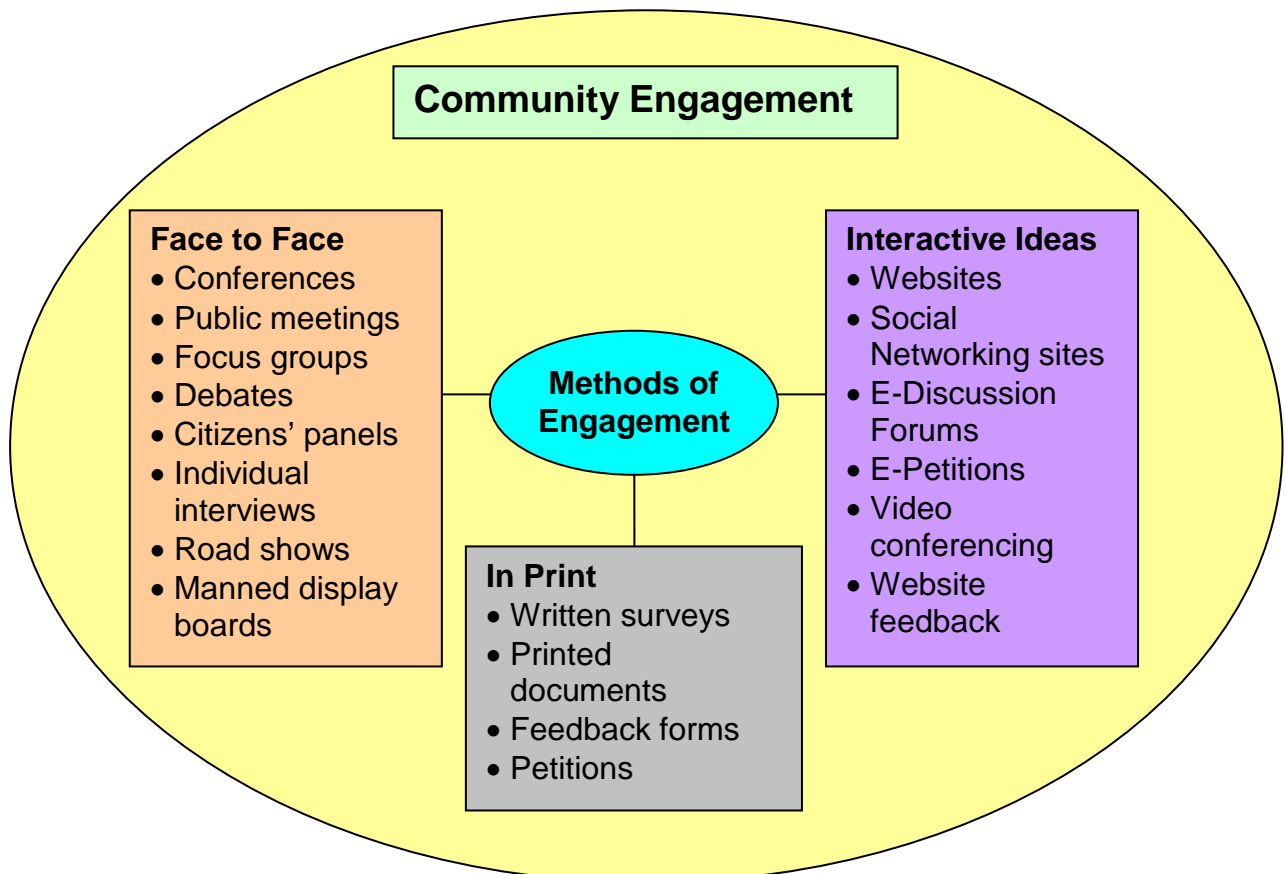 Community Engagement
Face to Face
• Conferences
• Public meetings
• Focus groups
• Debates
• Citizens’ panels
• Individual
interviews
• Road shows
• Manned display
boards
Methods of
Engagement
In Print
• Written surveys
• Printed
documents
• Feedback forms
• Petitions
Interactive Ideas
• Websites
• Social
Networking sites
• E-Discussion
Forums
• E-Petitions
• Video
conferencing
• Website
feedback